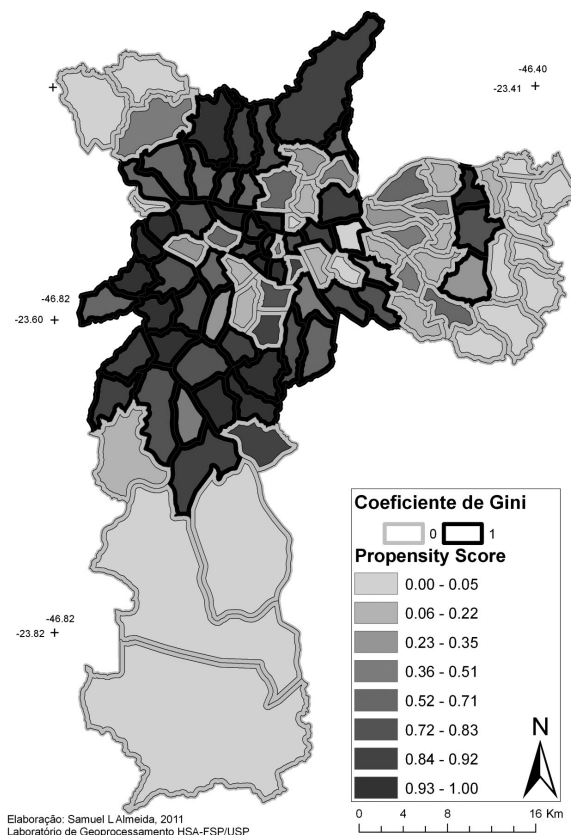 -46.40
-23.41
-46.82
-23.60
-46.82
-23.82
Coeficiente de Gini
0 1
Propensity Score
0.00 - 0.05
0.06 - 0.22
0.23 - 0.35
0.36 - 0.51
0.52 - 0.71
0.72 - 0.83
0.84 - 0.92
0.93 - 1.00
N
0 4 8 16 Km
Elaboração: Samuel L Almeida, 2011
Laboratório de Geoprocessamento HSA-FSP/USP